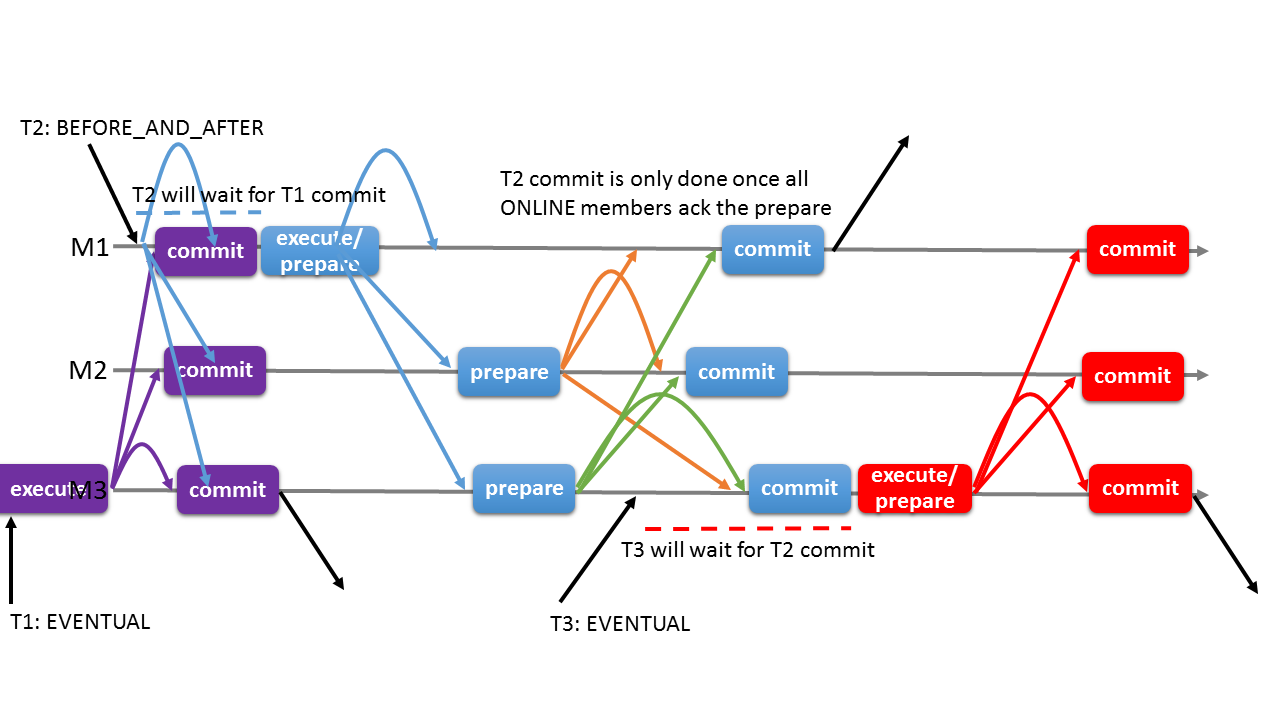 T2: BEFORE_AND_AFTER
T2 will wait for T1 commit
T2 commit is only done once all
ONLINE members ack the prepare
M1
commit
execute/
prepare
commit
commit
M2
commit
prepare
commit
commit
execute
M3
commit
prepare
commit
execute/
prepare
commit
T3 will wait for T2 commit
T1: EVENTUAL
T3: EVENTUAL